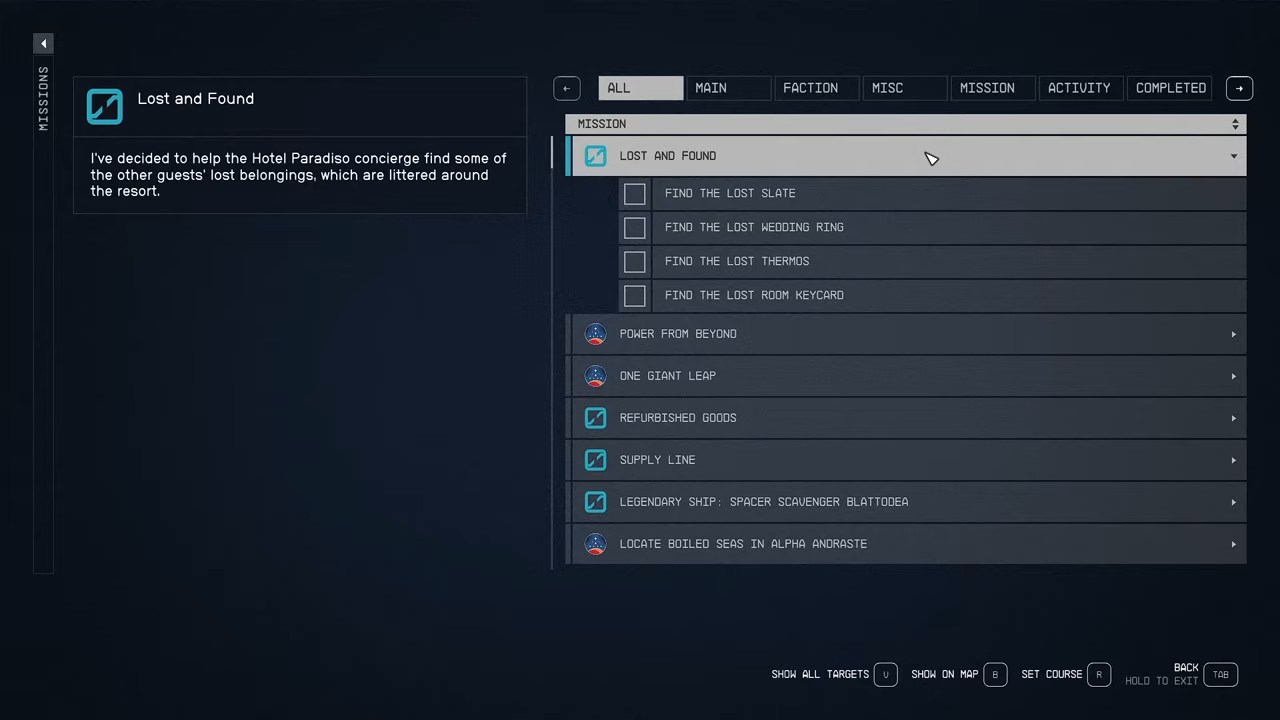 MISSIONS
Lost and Found
I've decided to help the Hotel Paradiso concierge find some of
the other guests' lost belongings, which are littered around
the resort.
ALL MAIN FACTION MISC MISSION ACTIVITY COMPLETED
MISSION
LOST AND FOUND
FIND THE LOST SLATE
FIND THE LOST WEDDING RING
FIND THE LOST THERMOS
FIND THE LOST ROOM KEYCARD
POWER FROM BEYOND
ONE GIANT LEAP
REFURBISHED GOODS
SUPPLY LINE
LEGENDARY SHIP: SPACER SCAVENGER BLATTODEA
LOCATE BOILED SEAS IN ALPHA ANDRASTE
SHOW ALL TARGETS U SHOW ON MAP B SET COURSE R BACK TAB
HOLD TO EXIT